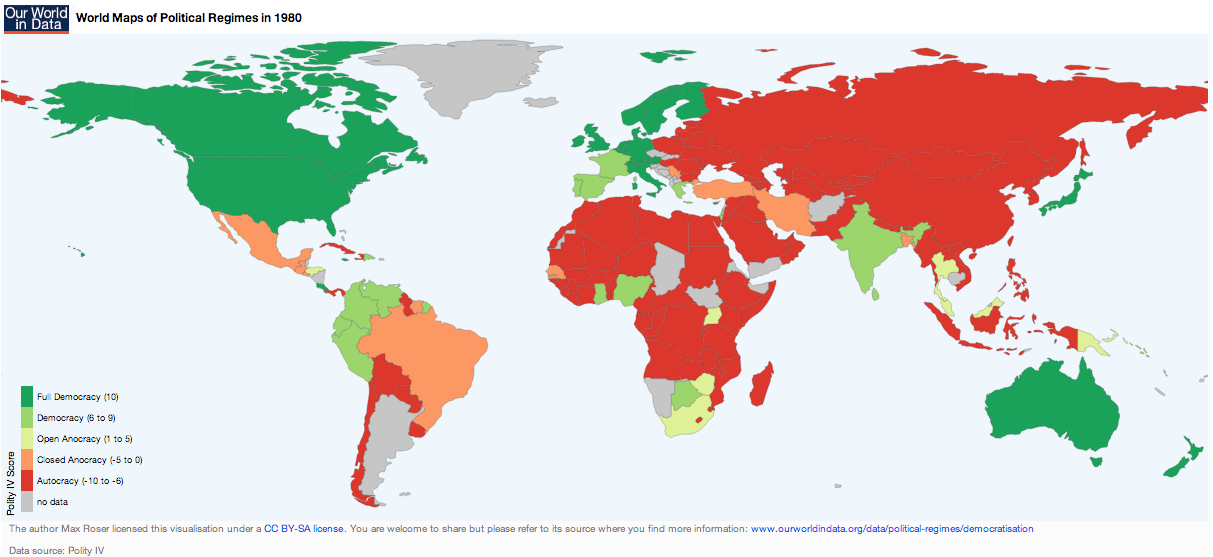 Our World
in Data
World Maps of Political Regimes in 1980
Polity IV Score
Full Democracy (10)
Democracy (6 to 9)
Open Anocracy (1 to 5)
Closed Anocracy (-5 to 0)
Autocracy (-10 to -6)
no data
The author Max Roser licensed this visualisation under a CC BY-SA license. You are welcome to share but please refer to its source where you find more information: www.ourworldindata.org/data/political-regimes/democratisation
Data source: Polity IV